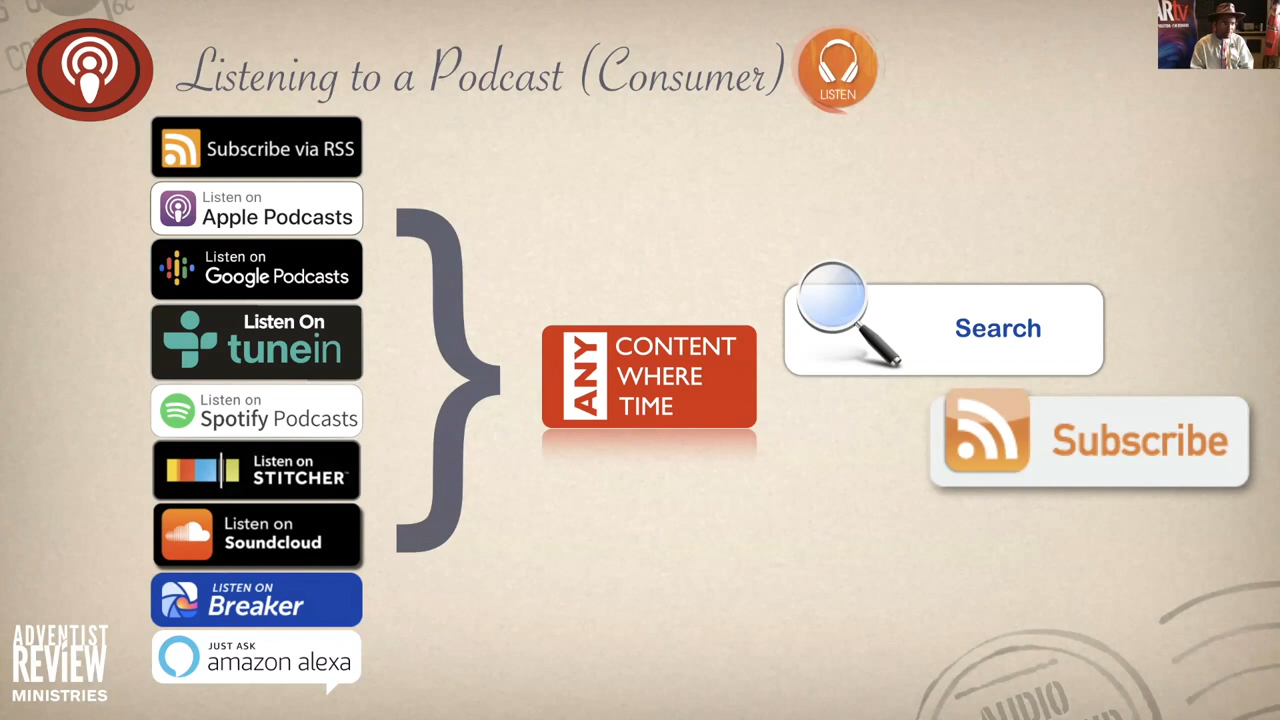 Listening to a Podcast (Consumer)
LISTEN
ARtv
Subscribe via RSS
Listen on
Apple Podcasts
Listen on
Google Podcasts
Listen On
tunein
Listen on
Spotify Podcasts
Listen on
STITCHER
Listen on
Soundcloud
LISTEN ON
Breaker
JUST ASK
amazon alexa
ANY
CONTENT
WHERE
TIME
Search
Subscribe
ADVENTIST
REVIEW
MINISTRIES
AUDIO